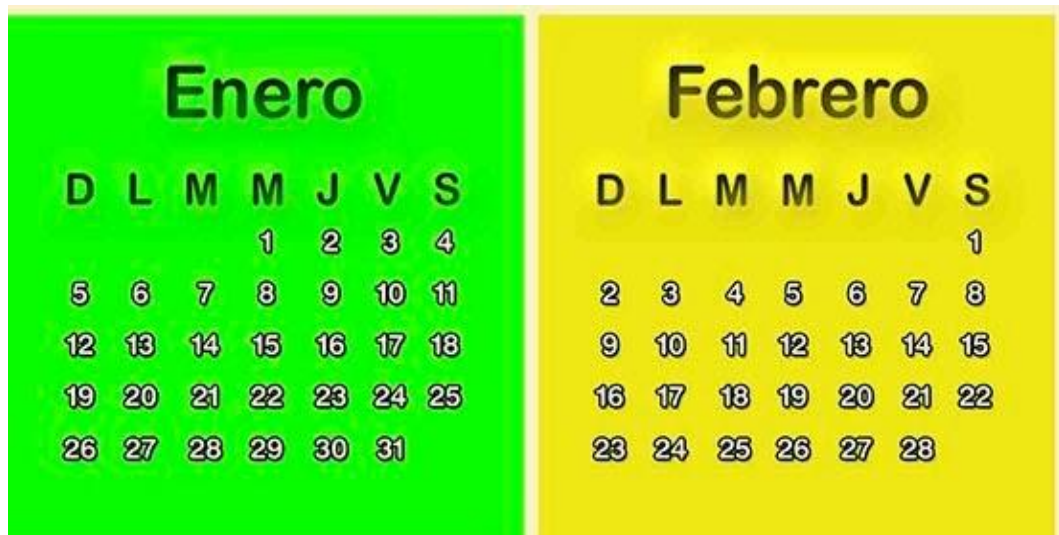 Enero
D L M M J V S
1 2 3 4
5 6 7 8 9 10 11
12 13 14 15 16 17 18
19 20 21 22 23 24 25
26 27 28 29 30 31
Febrero
D L M M J V S
1
2 3 4 5 6 7 8
9 10 11 12 13 14 15
16 17 18 19 20 21 22
23 24 25 26 27 28